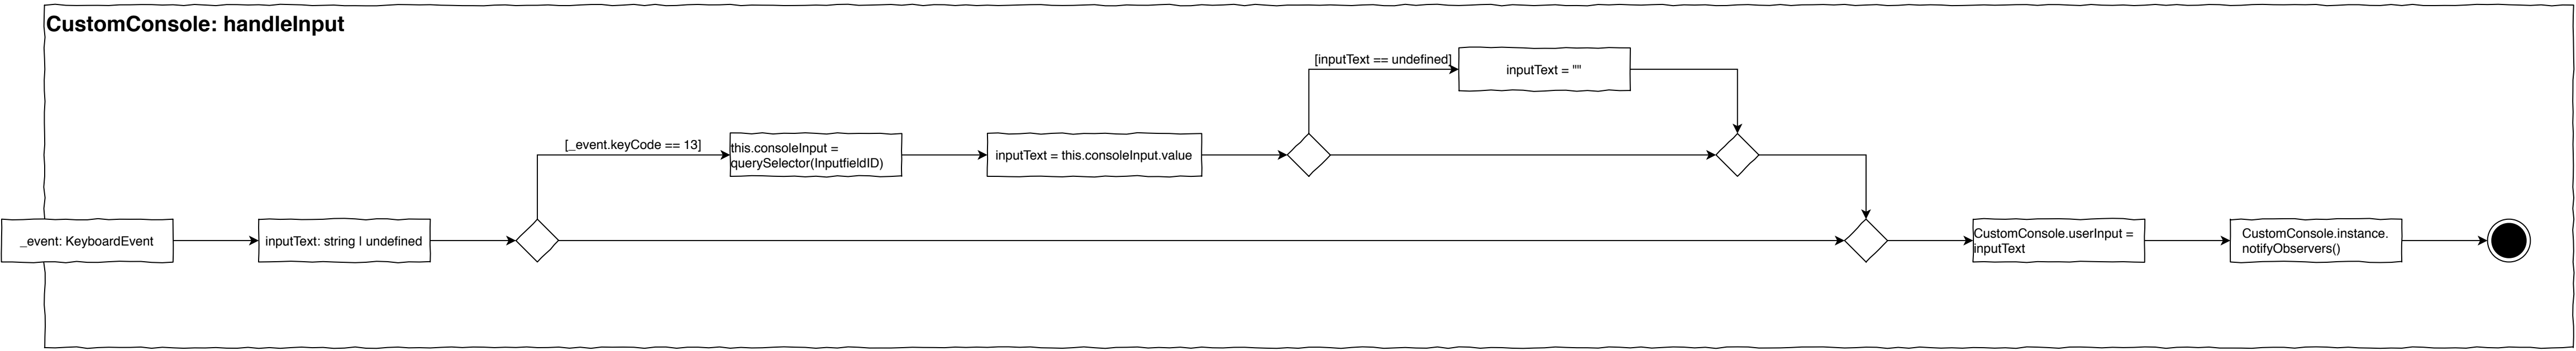 CustomConsole: handleInput
[inputText == undefined]
inputText = ""
[_event.keyCode == 13]
this.consoleInput =
querySelector(InputfieldID)
inputText = this.consoleInput.value
_event: KeyboardEvent
inputText: string | undefined
CustomConsole.userInput =
inputText
CustomConsole.instance.
notifyObservers()